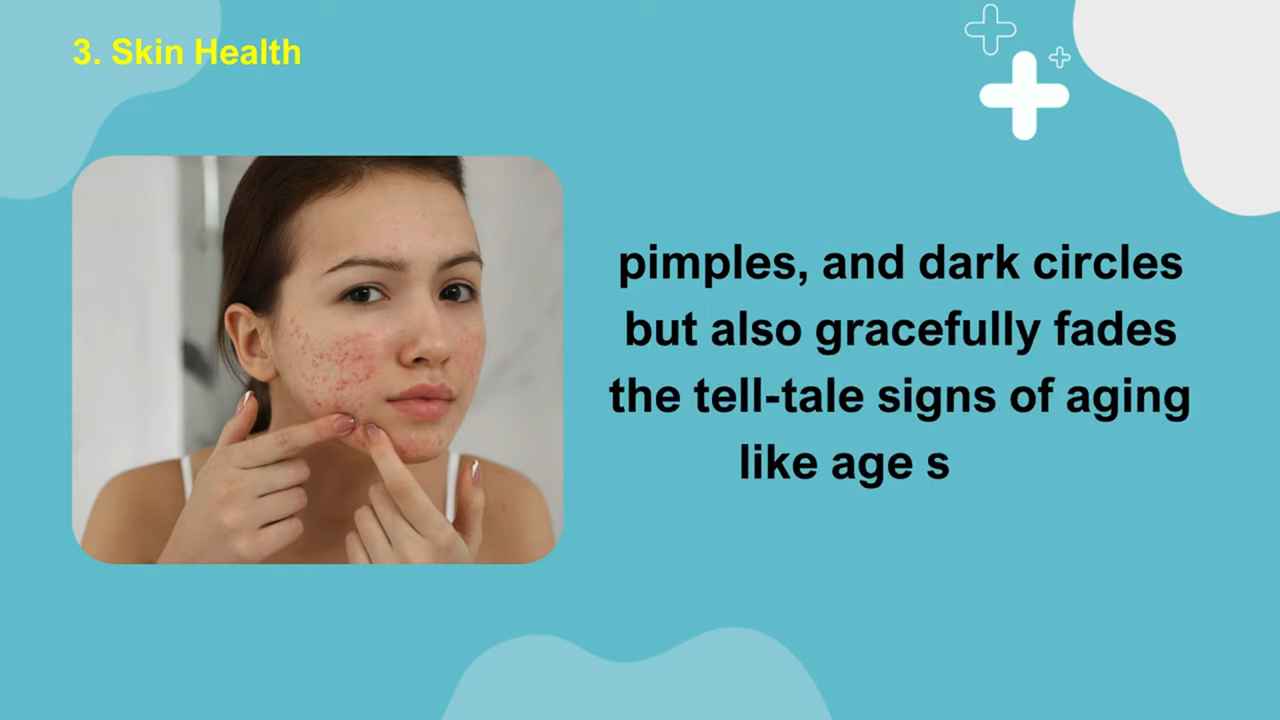 3. Skin Health
pimples, and dark circles
but also gracefully fades
the tell-tale signs of aging
like age s